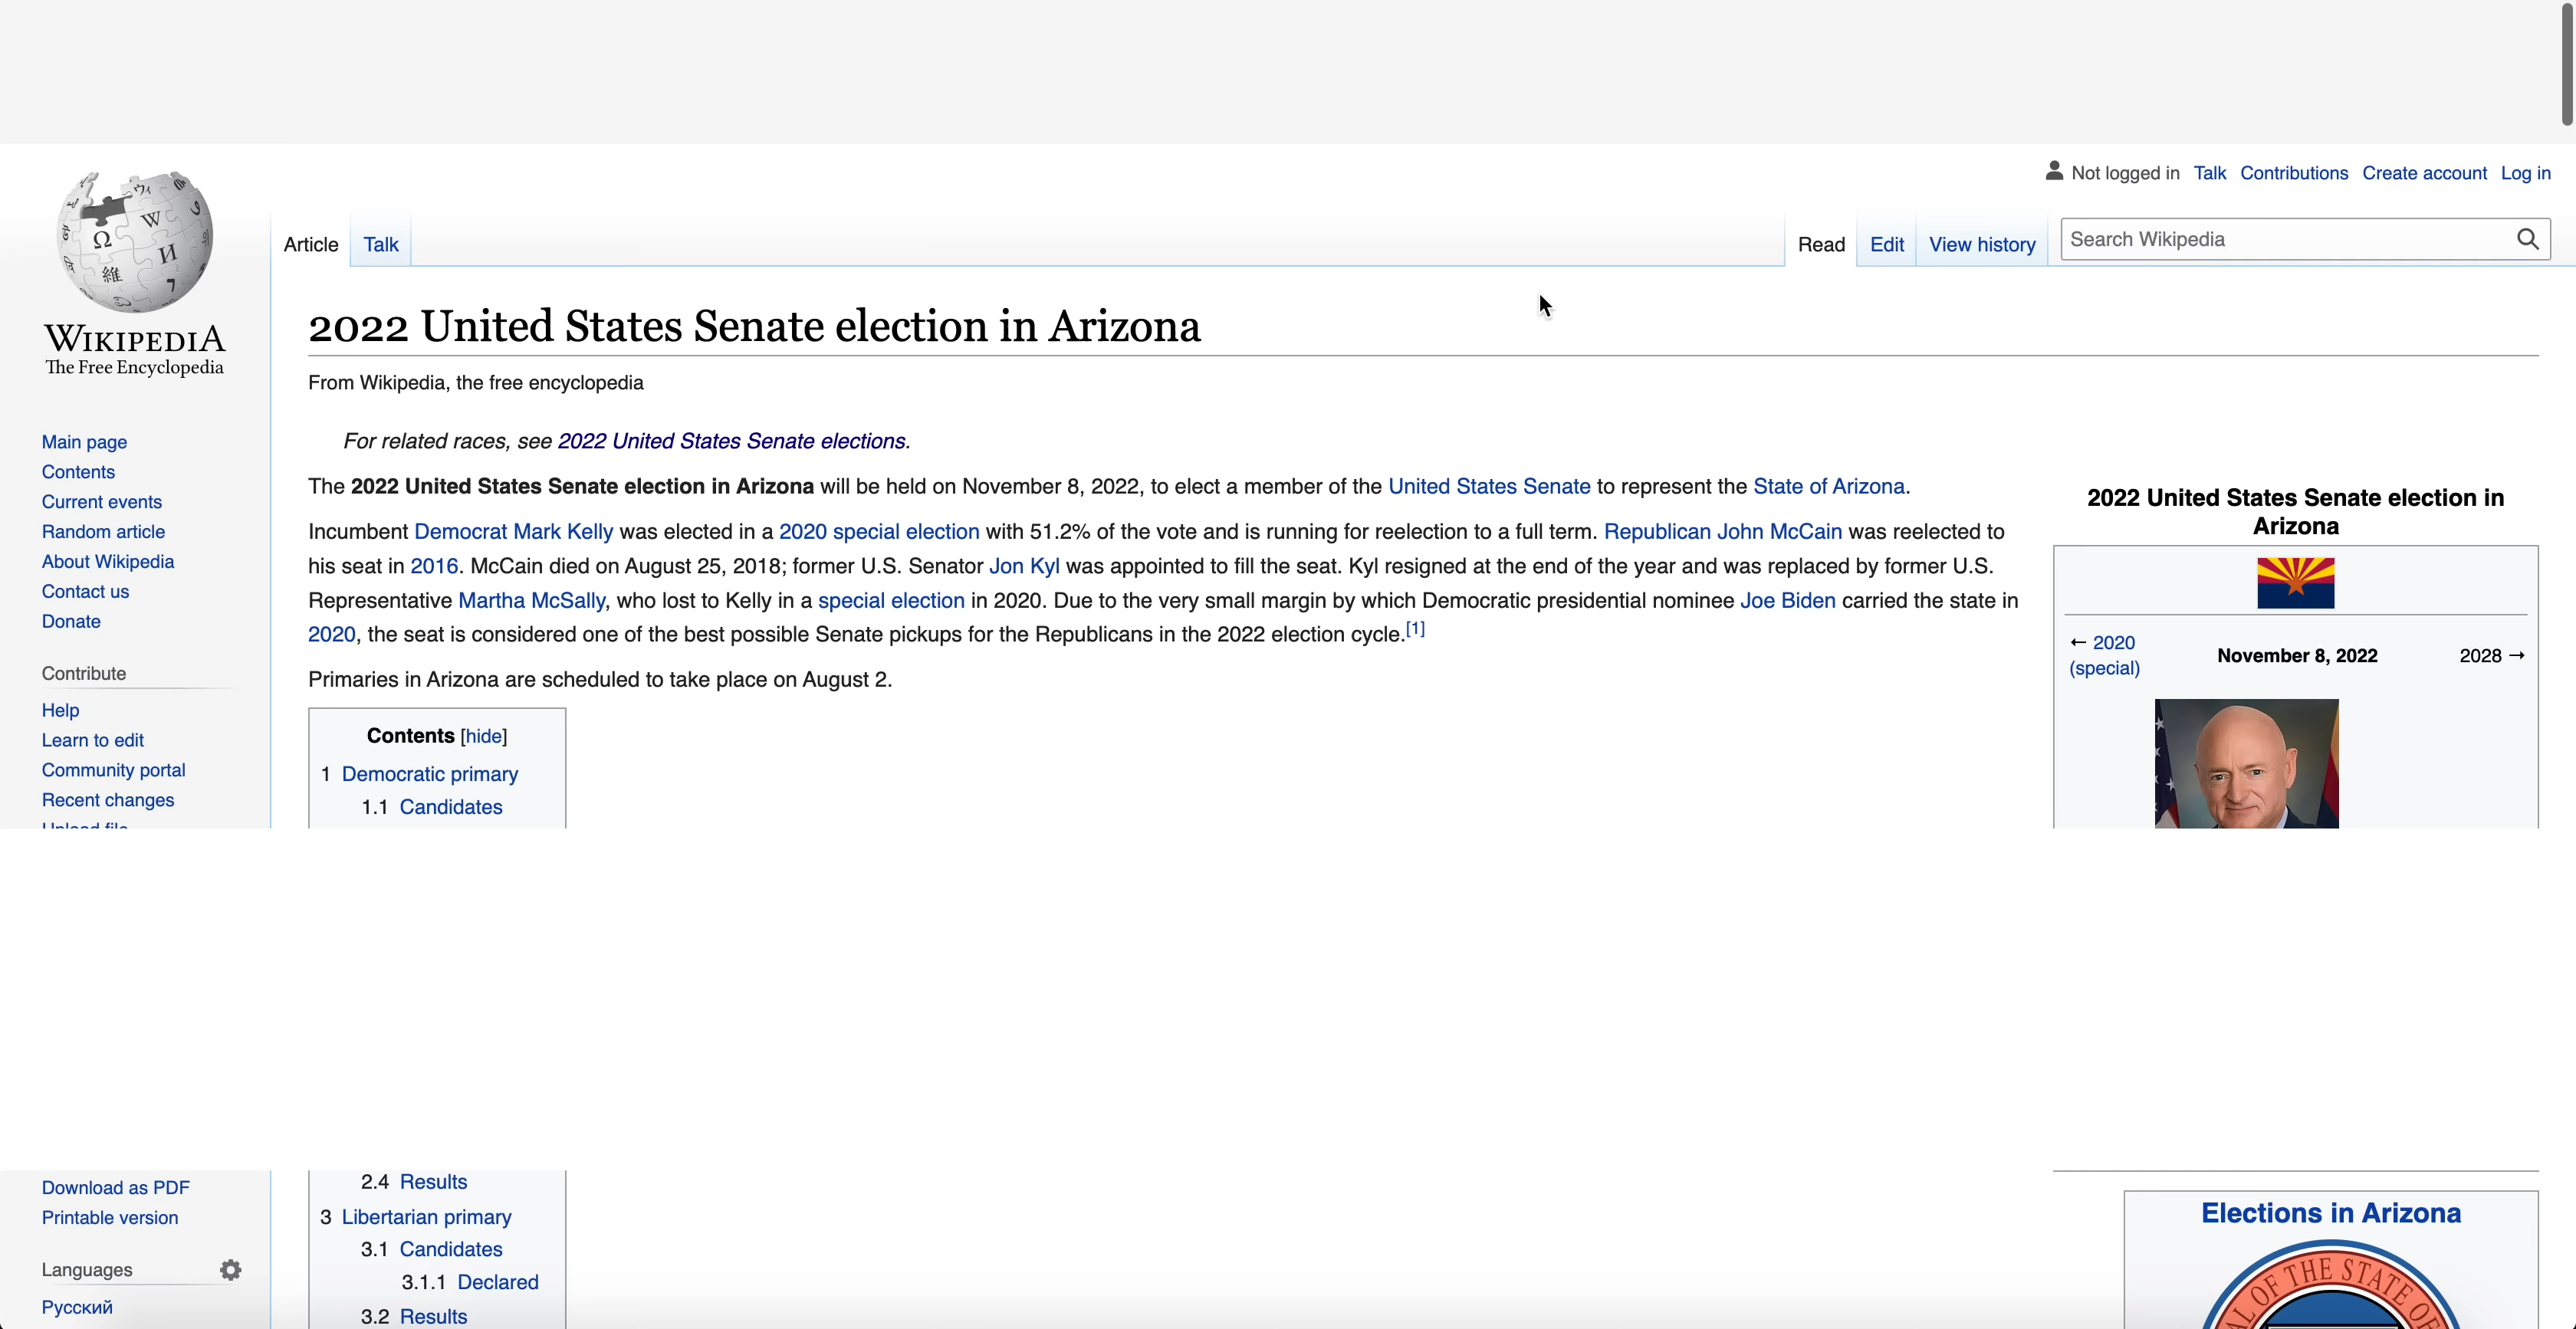 Not logged in Talk Contributions Create account Log in
Article Talk
Read Edit View history
Search Wikipedia
WIKIPEDIA
The Free Encyclopedia
Main page
Contents
Current events
Random article
About Wikipedia
Contact us
Donate
Contribute
Help
Learn to edit
Community portal
Recent changes
2022 United States Senate election in Arizona
From Wikipedia, the free encyclopedia
For related races, see 2022 United States Senate elections.
The 2022 United States Senate election in Arizona will be held on November 8, 2022, to elect a member of the United States Senate to represent the State of Arizona.
Incumbent Democrat Mark Kelly was elected in a 2020 special election with 51.2% of the vote and is running for reelection to a full term. Republican John McCain was reelected to
his seat in 2016. McCain died on August 25, 2018; former U.S. Senator Jon Kyl was appointed to fill the seat. Kyl resigned at the end of the year and was replaced by former U.S.
Representative Martha McSally, who lost to Kelly in a special election in 2020. Due to the very small margin by which Democratic presidential nominee Joe Biden carried the state in
2020, the seat is considered one of the best possible Senate pickups for the Republicans in the 2022 election cycle.[1]
Primaries in Arizona are scheduled to take place on August 2.
Contents [hide]
1 Democratic primary
1.1 Candidates
2022 United States Senate election in
Arizona
← 2020
(special)
November 8, 2022
2028 →
Download as PDF
Printable version
Languages
Русский
2.4 Results
3 Libertarian primary
3.1 Candidates
3.1.1 Declared
3.2 Results
Elections in Arizona
OF THE STATE OF